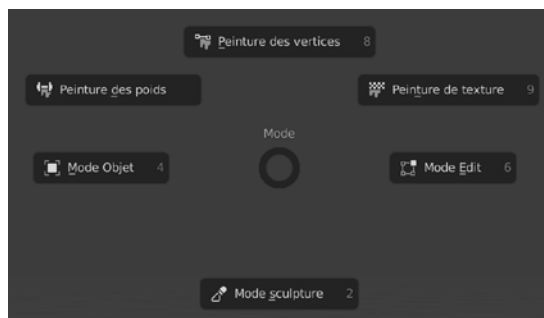 Peinture des vertices 8
Peinture des poids
Peinture de texture 9
Mode
Mode Objet 4
Mode Edit 6
Mode sculpture 2